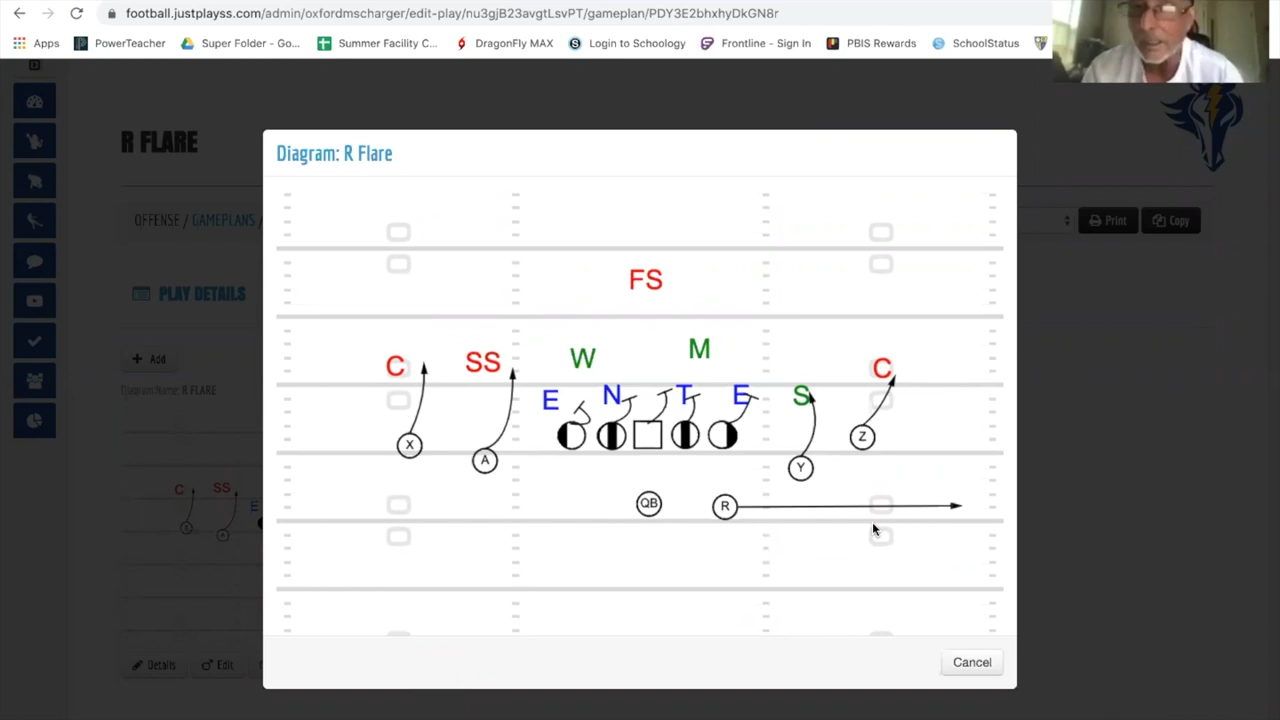 football.justplayss.com/admin/oxfordmscharger/edit-play/nu3gjB23avgtLsvPT/gameplan/PDY3E2bhxhyDkGN8r
Apps PowerTeacher Super Folder - Go... Summer Facility C... DragonFly MAX Login to Schoology Frontline - Sign In PBIS Rewards SchoolStatus
R FLARE
Diagram: R Flare
OFFENSE / GAMEPLANS /
Print Copy
FS
PLAY DETAILS
C SS W M C
+ Add
Diagram Name: R FLARE
E N T E S
X A Y Z
C SS
QB R
E
Details Edit
Cancel